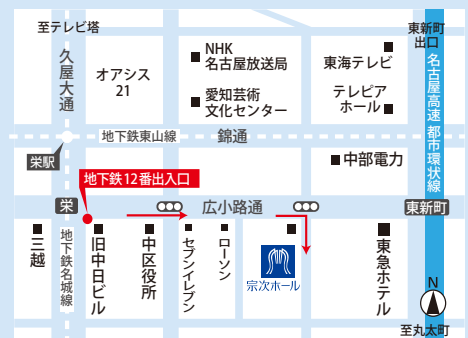 至テレビ塔
久屋大通
オアシス
21
NHK
名古屋放送局
愛知芸術
文化センター
東海テレビ
テレピア
ホール
東新町
出口
名古屋高速 都市環状線
地下鉄東山線
錦通
栄駅
中部電力
地下鉄12番出入口
栄
広小路通
東新町
三越
地下鉄名城線
旧中日ビル
中区役所
セブンイレブン
ローソン
宗次ホール
東急ホテル
N
至丸太町